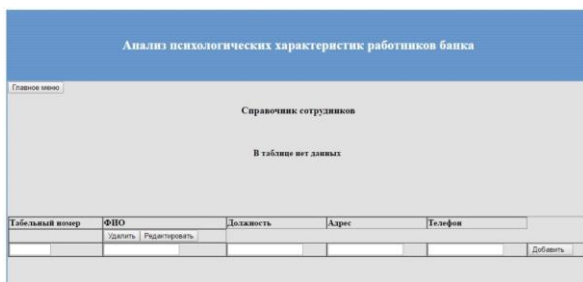 Анализ психологических характеристик работников банка
Главное меню
Справочник сотрудников
В таблице нет данных
Табельный номер ФИО Должность Адрес Телефон
Удалить Редактировать
Добавить